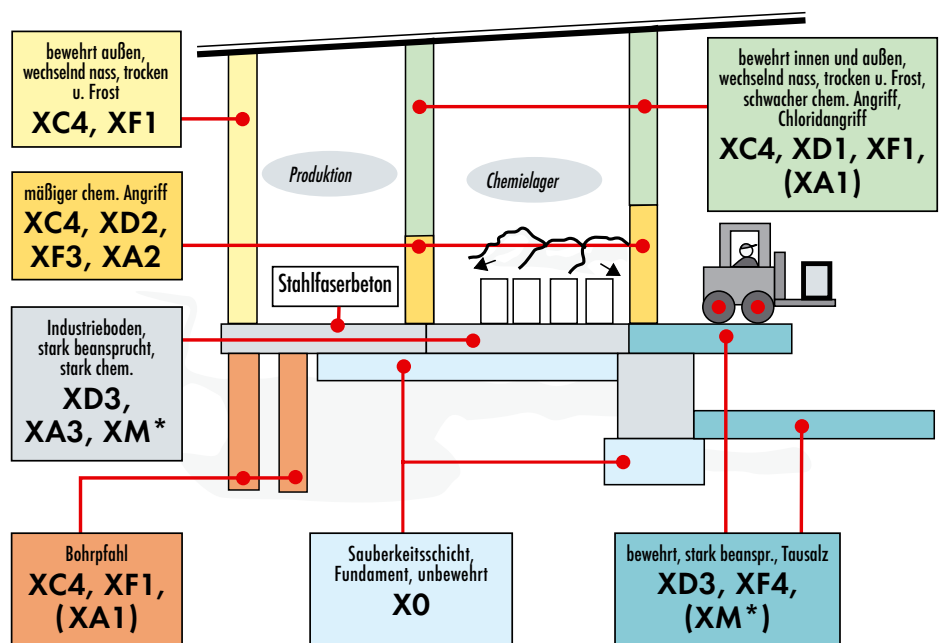 bewehrt außen,
wechselnd nass, trocken
u. Frost
XC4, XF1
bewehrt innen und außen,
wechselnd nass, trocken u. Frost,
schwacher chem. Angriff,
Chloridangriff
XC4, XD1, XF1,
(XA1)
Produktion
Chemielager
mäßiger chem. Angriff
XC4, XD2,
XF3, XA2
Stahlfaserbeton
Industrieboden,
stark beansprucht,
stark chem.
XD3,
XA3, XM*
Bohrpfahl
XC4, XF1,
(XA1)
Sauberkeitsschicht,
Fundament, unbewehrt
X0
bewehrt, stark beanspr., Tausalz
XD3, XF4,
(XM*)